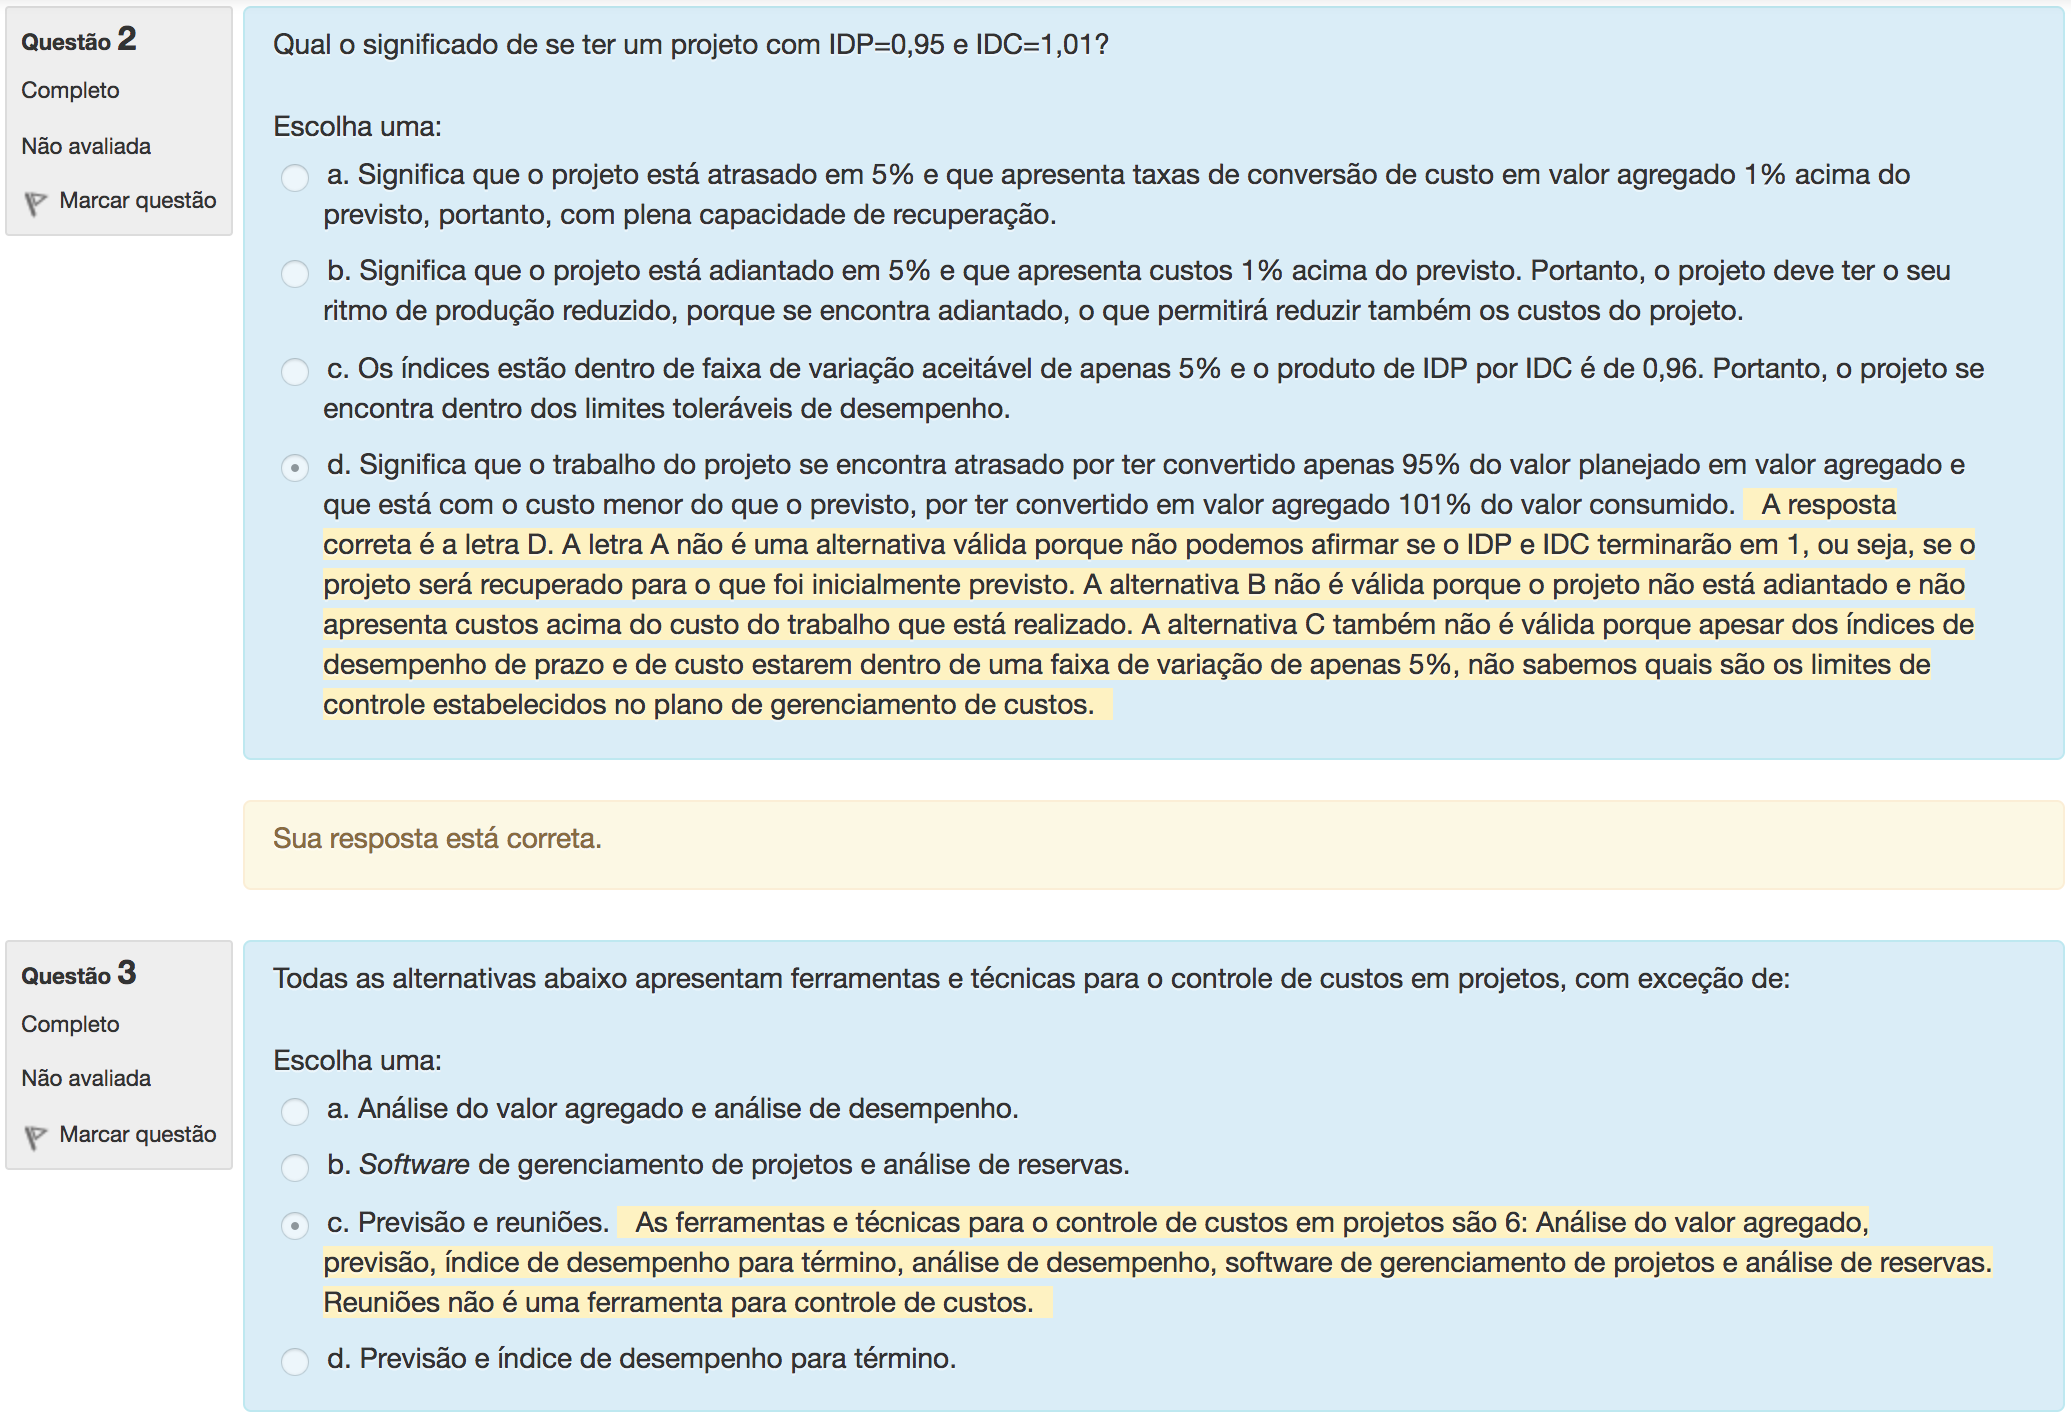 Questão 2
Completo
Não avaliada
Marcar questão
Qual o significado de se ter um projeto com IDP=0,95 e IDC=1,01?
Escolha uma:
a. Significa que o projeto está atrasado em 5% e que apresenta taxas de conversão de custo em valor agregado 1% acima do
previsto, portanto, com plena capacidade de recuperação.
b. Significa que o projeto está adiantado em 5% e que apresenta custos 1% acima do previsto. Portanto, o projeto deve ter o seu
ritmo de produção reduzido, porque se encontra adiantado, o que permitirá reduzir também os custos do projeto.
c. Os índices estão dentro de faixa de variação aceitável de apenas 5% e o produto de IDP por IDC é de 0,96. Portanto, o projeto se
encontra dentro dos limites toleráveis de desempenho.
d. Significa que o trabalho do projeto se encontra atrasado por ter convertido apenas 95% do valor planejado em valor agregado e
que está com o custo menor do que o previsto, por ter convertido em valor agregado 101% do valor consumido. A resposta
correta é a letra D. A letra A não é uma alternativa válida porque não podemos afirmar se o IDP e IDC terminarão em 1, ou seja, se o
projeto será recuperado para o que foi inicialmente previsto. A alternativa B não é válida porque o projeto não está adiantado e não
apresenta custos acima do custo do trabalho que está realizado. A alternativa C também não é válida porque apesar dos índices de
desempenho de prazo e de custo estarem dentro de uma faixa de variação de apenas 5%, não sabemos quais são os limites de
controle estabelecidos no plano de gerenciamento de custos.
Sua resposta está correta.
Questão 3
Completo
Não avaliada
Marcar questão
Todas as alternativas abaixo apresentam ferramentas e técnicas para o controle de custos em projetos, com exceção de:
Escolha uma:
a. Análise do valor agregado e análise de desempenho.
b. Software de gerenciamento de projetos e análise de reservas.
c. Previsão e reuniões. As ferramentas e técnicas para o controle de custos em projetos são 6: Análise do valor agregado,
previsão, índice de desempenho para término, análise de desempenho, software de gerenciamento de projetos e análise de reservas.
Reuniões não é uma ferramenta para controle de custos.
d. Previsão e índice de desempenho para término.